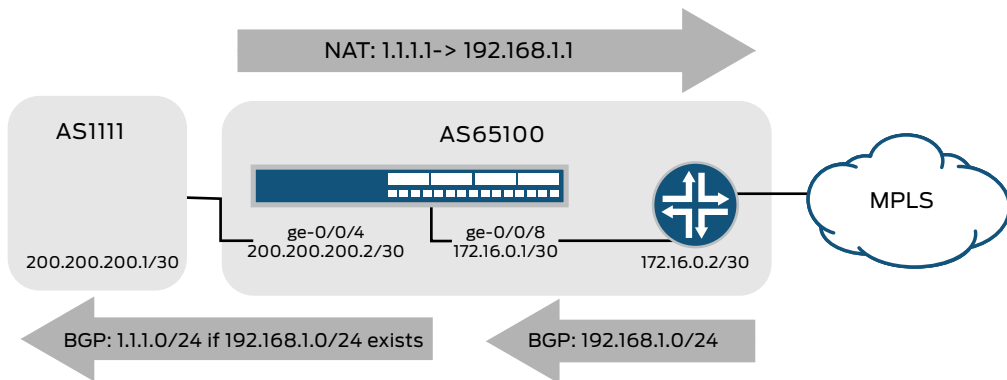 NAT: 1.1.1.1-> 192.168.1.1
AS1111
AS65100
MPLS
ge-0/0/4
200.200.200.2/30
ge-0/0/8
172.16.0.1/30
200.200.200.1/30
172.16.0.2/30
BGP: 1.1.1.0/24 if 192.168.1.0/24 exists
BGP: 192.168.1.0/24